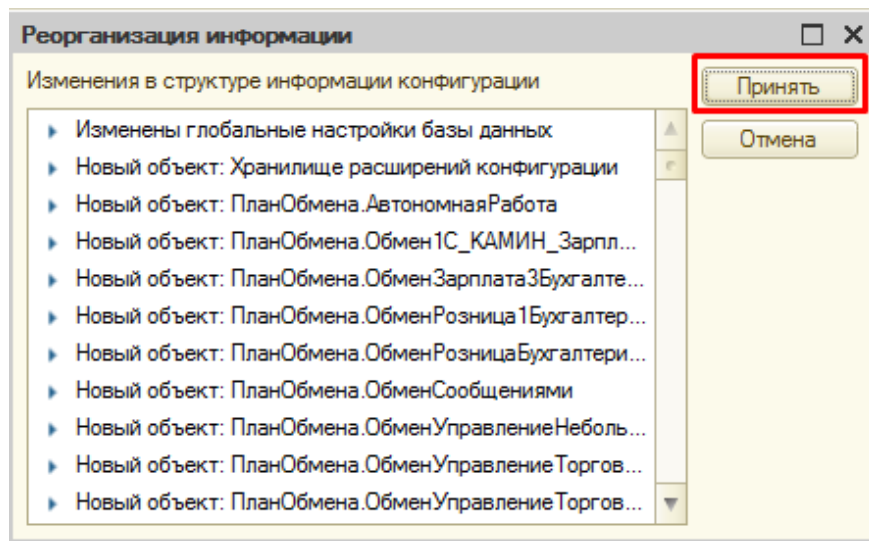 Реорганизация информации
Изменения в структуре информации конфигурации
Принять
Отмена
Изменены глобальные настройки базы данных
Новый объект: Хранилище расширений конфигурации
Новый объект: ПланОбмена.АвтономнаяРабота
Новый объект: ПланОбмена.Обмен1С_КАМИН_Зарпл...
Новый объект: ПланОбмена.ОбменЗарплата3Бухгалте...
Новый объект: ПланОбмена.ОбменРозница1Бухгалтер...
Новый объект: ПланОбмена.ОбменРозницаБухгалтери...
Новый объект: ПланОбмена.ОбменСообщениями
Новый объект: ПланОбмена.ОбменУправлениеНеболь...
Новый объект: ПланОбмена.ОбменУправлениеТоргов...
Новый объект: ПланОбмена.ОбменУправлениеТоргов...